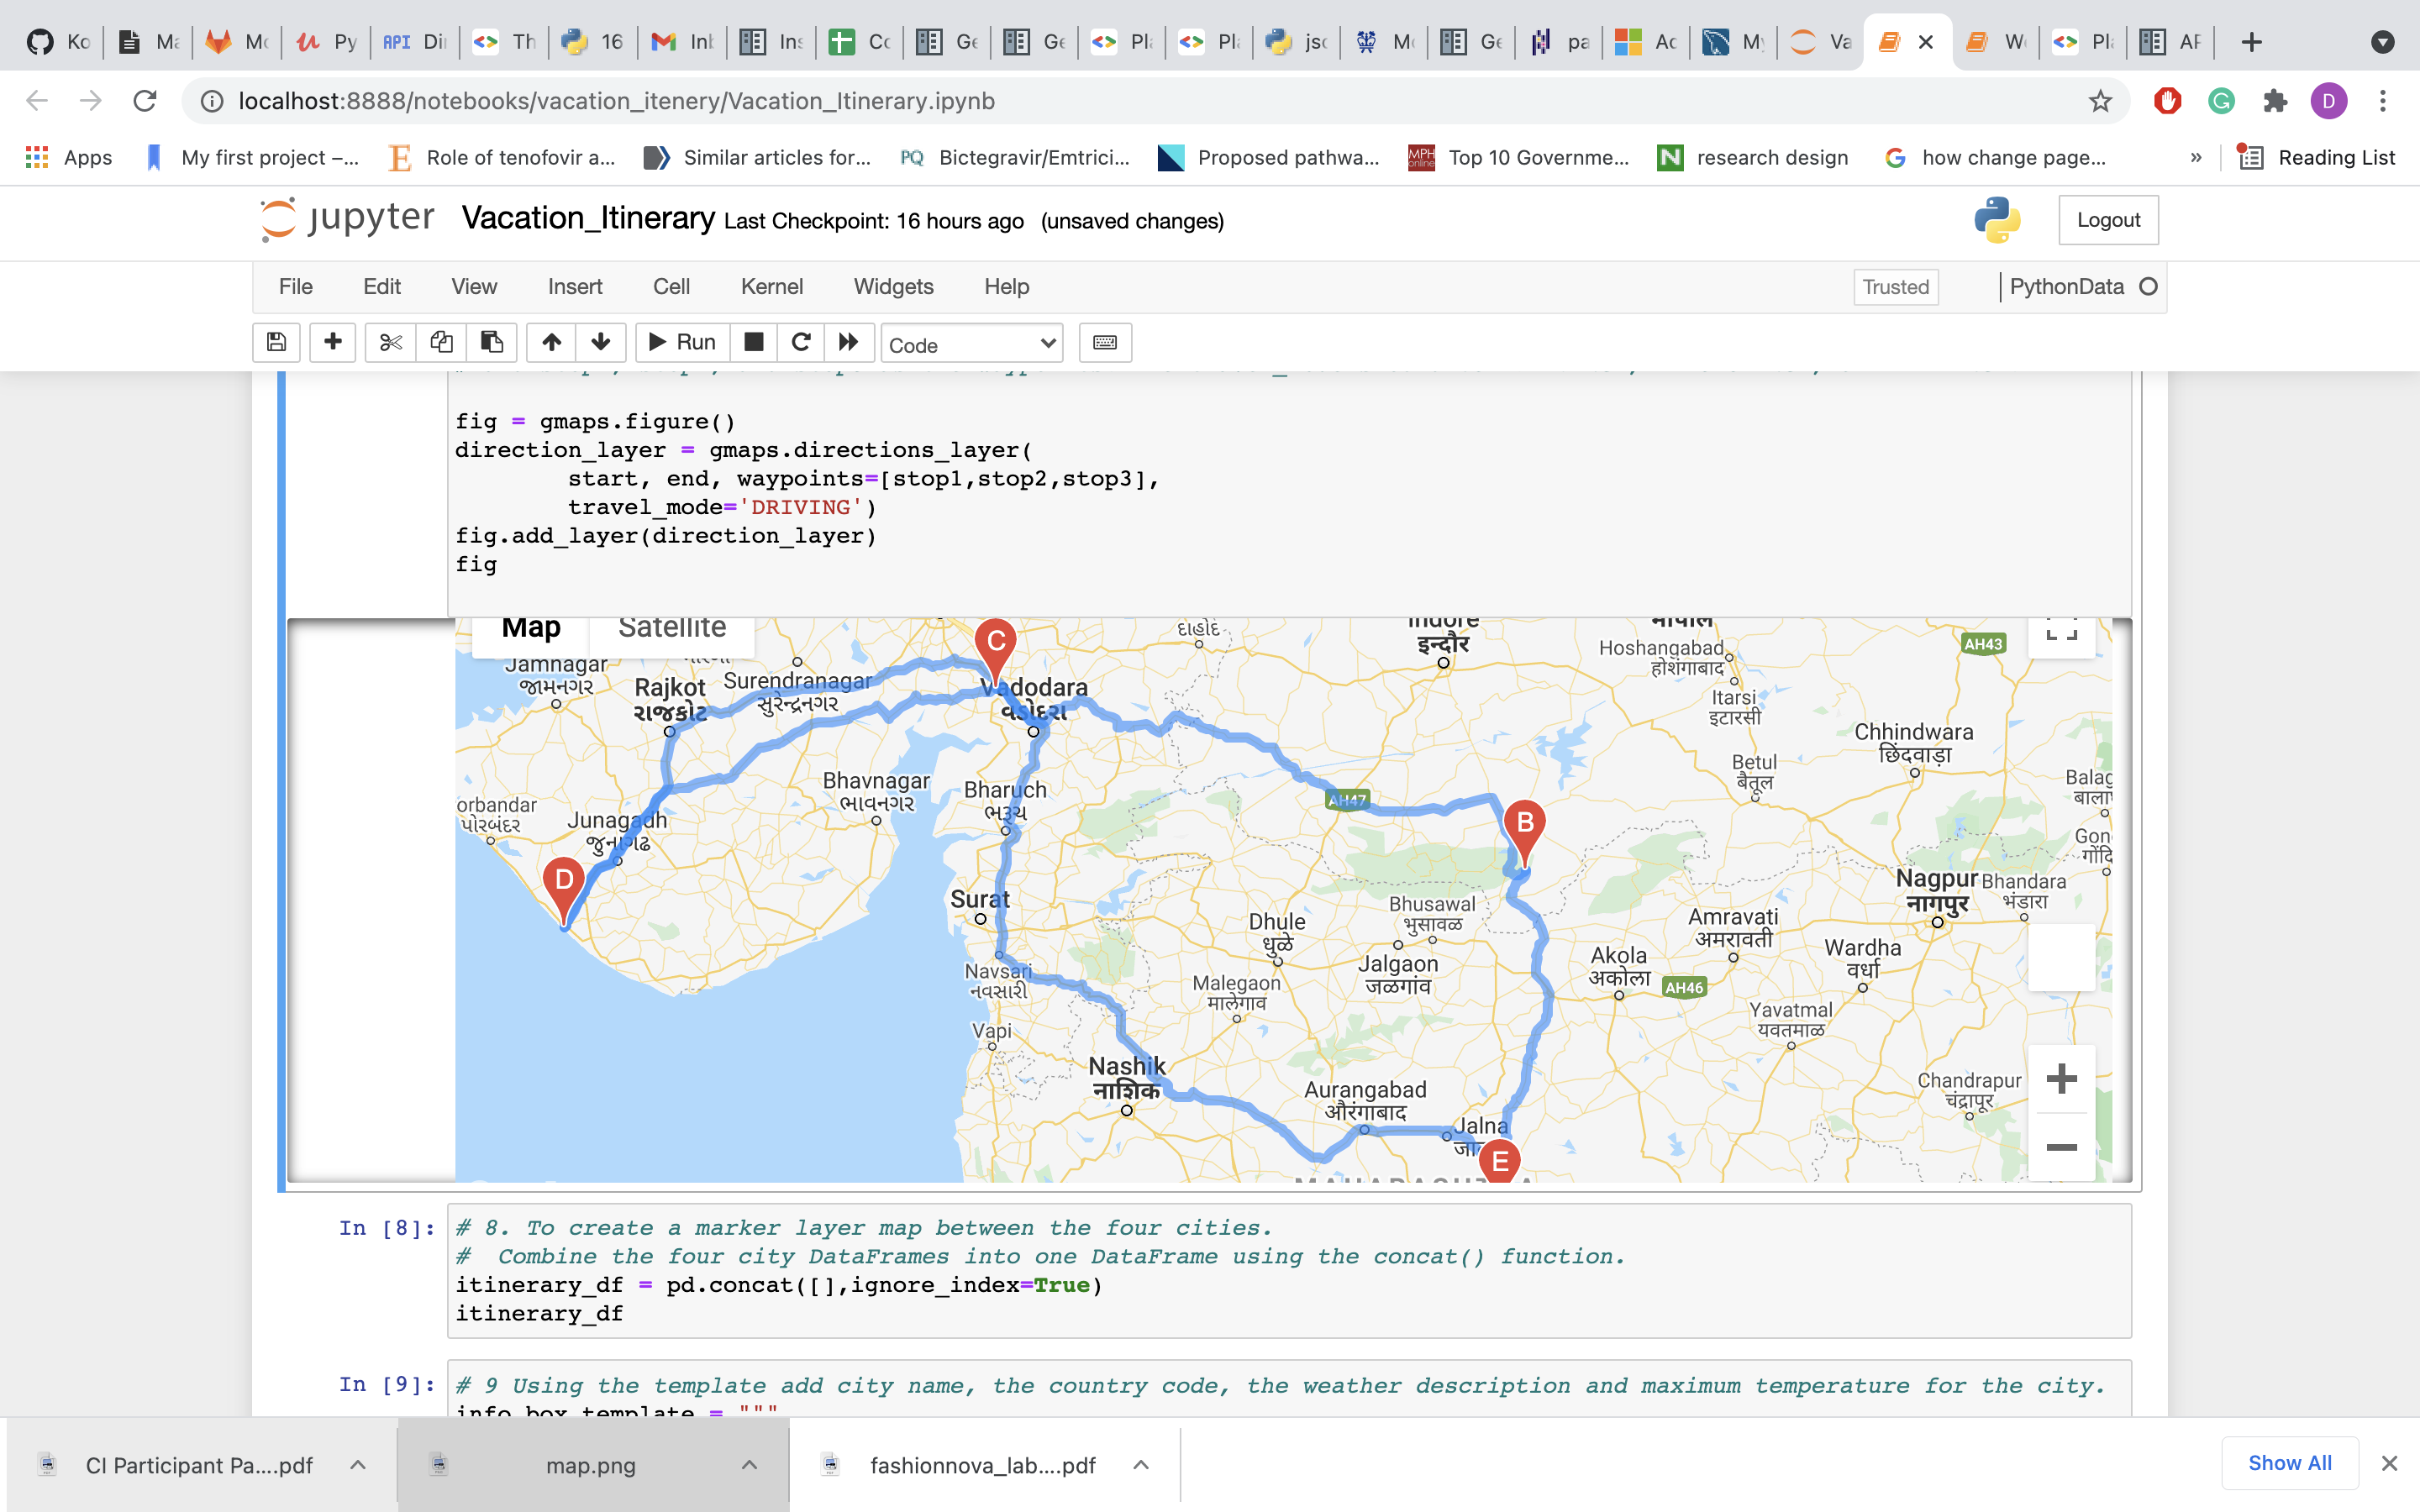 Ko Ma Mc Py API Di Th 16 Int Ins Cc Ge Ge Pla Pla jsc Mc Ge pa Ac My Va W Pla AP
localhost:8888/notebooks/vacation_itenery/Vacation_Itinerary.ipynb
D
Apps My first project –... Role of tenofovir a... Similar articles for... PQ Bictegravir/Emtrici... Proposed pathwa... MPH online Top 10 Governme... N research design how change page... » Reading List
jupyter Vacation_Itinerary Last Checkpoint: 16 hours ago (unsaved changes)
Logout
File Edit View Insert Cell Kernel Widgets Help
Trusted
PythonData
Run
Code
fig = gmaps.figure()
direction_layer = gmaps.directions_layer(
start, end, waypoints=[stop1,stop2,stop3],
travel_mode='DRIVING')
fig.add_layer(direction_layer)
fig
Map Satellite
C
દાહોદ
Indore
इन्दौर
भोपाल
Hoshangabad
होशंगाबाद
AH43
Jamnagar
જામનગર
Rajkot
રાજકોટ
Surendranagar
સુરેન્દ્રનગર
Vadodara
વડોદરા
Itarsi
इटारसी
Chhindwara
छिंदवाड़ा
Betul
बैतूल
Balag
बाला
Bhavnagar
ભાવનગર
Bharuch
ભરૂચ
AH47
B
orbandar
પોરબંદર
Junagadh
જુનાગઢ
D
Gon
गोंदि
Surat
Bhusawal
भुसावळ
Nagpur
नागपुर
Bhandara
भंडारा
Dhule
धुळे
Amravati
अमरावती
Jalgaon
जळगांव
Akola
अकोला
AH46
Wardha
वर्धा
Navsari
નવસારી
Malegaon
मालेगाव
Yavatmal
यवतमाळ
Vapi
Nashik
नाशिक
Aurangabad
औरंगाबाद
Jalna
E
Chandrapur
चंद्रपूर
In [8]:
# 8. To create a marker layer map between the four cities.
# Combine the four city DataFrames into one DataFrame using the concat() function.
itinerary_df = pd.concat([],ignore_index=True)
itinerary_df
In [9]:
# 9 Using the template add city name, the country code, the weather description and maximum temperature for the city.
info_box_template = """
CI Participant Pa....pdf
map.png
fashionnova_lab....pdf
Show All